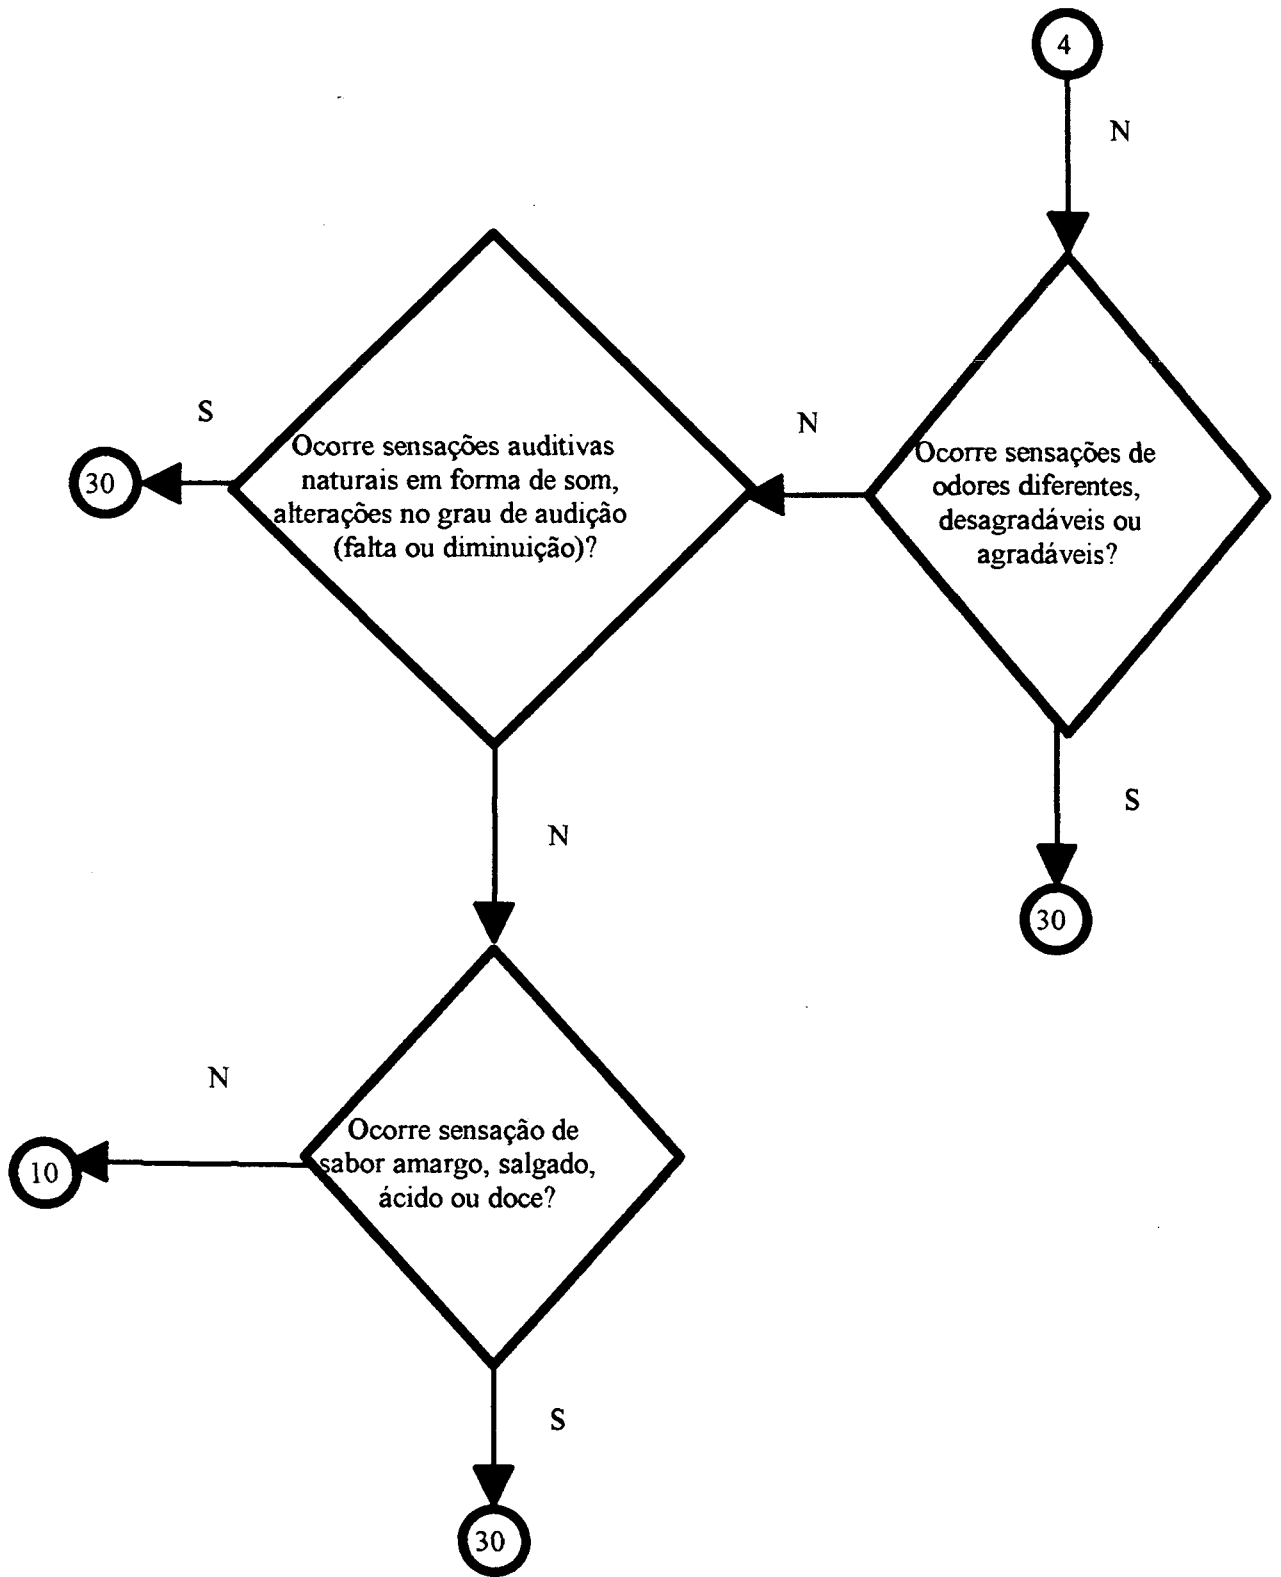 4
N
Ocorre sensações de
odores diferentes,
desagradáveis ou
agradáveis?
S
30
N
Ocorre sensações auditivas
naturais em forma de som,
alterações no grau de audição
(falta ou diminuição)?
S
30
N
Ocorre sensação de
sabor amargo, salgado,
ácido ou doce?
N
10
S
30